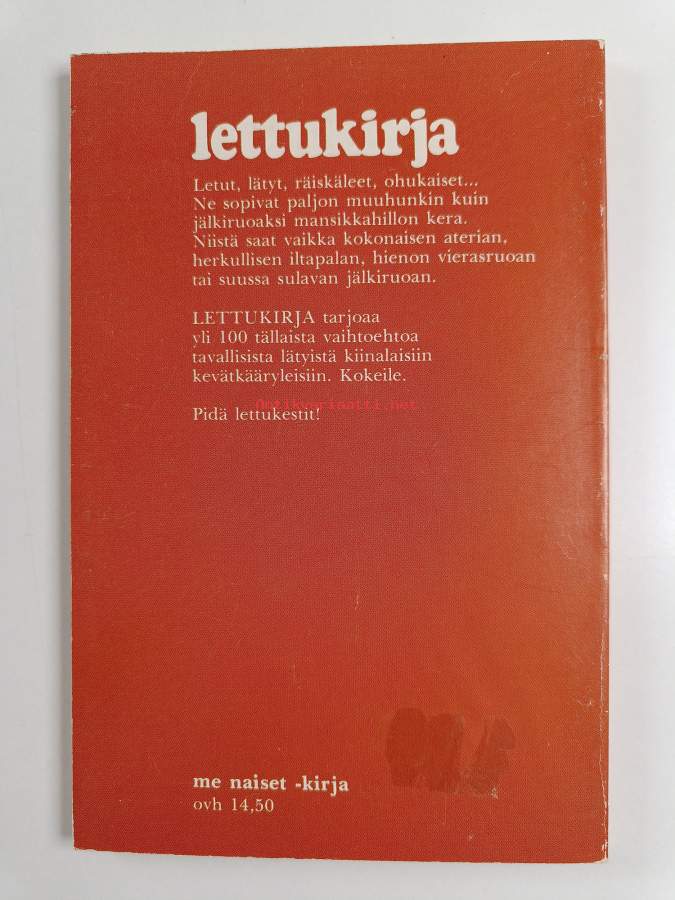 lettukirja
Letut, lätyt, räiskäleet, ohukaiset...
Ne sopivat paljon muuhunkin kuin
jälkiruoaksi mansikkahillon kera.
Niistä saat vaikka kokonaisen aterian,
herkullisen iltapalan, hienon vierasruoan
tai suussa sulavan jälkiruoan.
LETTUKIRJA tarjoaa
yli 100 tällaista vaihtoehtoa
tavallisista lätyistä kiinalaisiin
kevätkääryleisiin. Kokeile.
Antikvariaatti.net
Pidä lettukestit!
me naiset -kirja
ovh 14,50